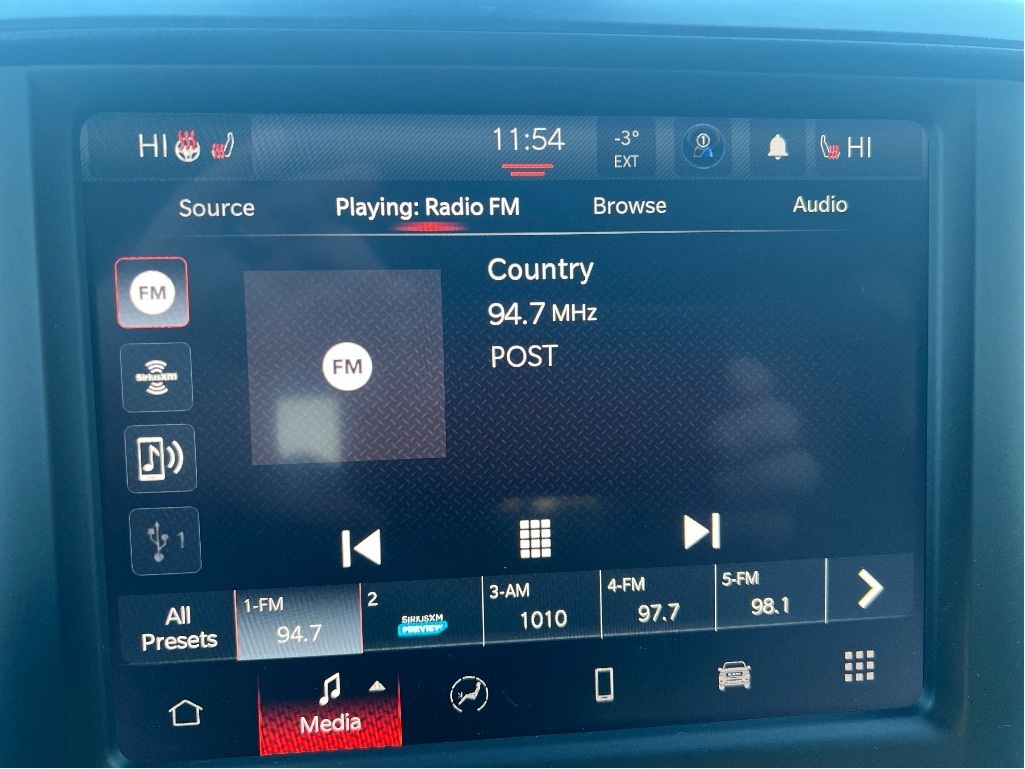 HI
11:54
-3°
EXT
1
HI
Source
Playing: Radio FM
Browse
Audio
FM
Country
94.7 MHz
POST
FM
SiriusXM
1
All
Presets
1-FM
94.7
2
SIRIUSXM
PREVIEW
3-AM
1010
4-FM
97.7
5-FM
98.1
Media